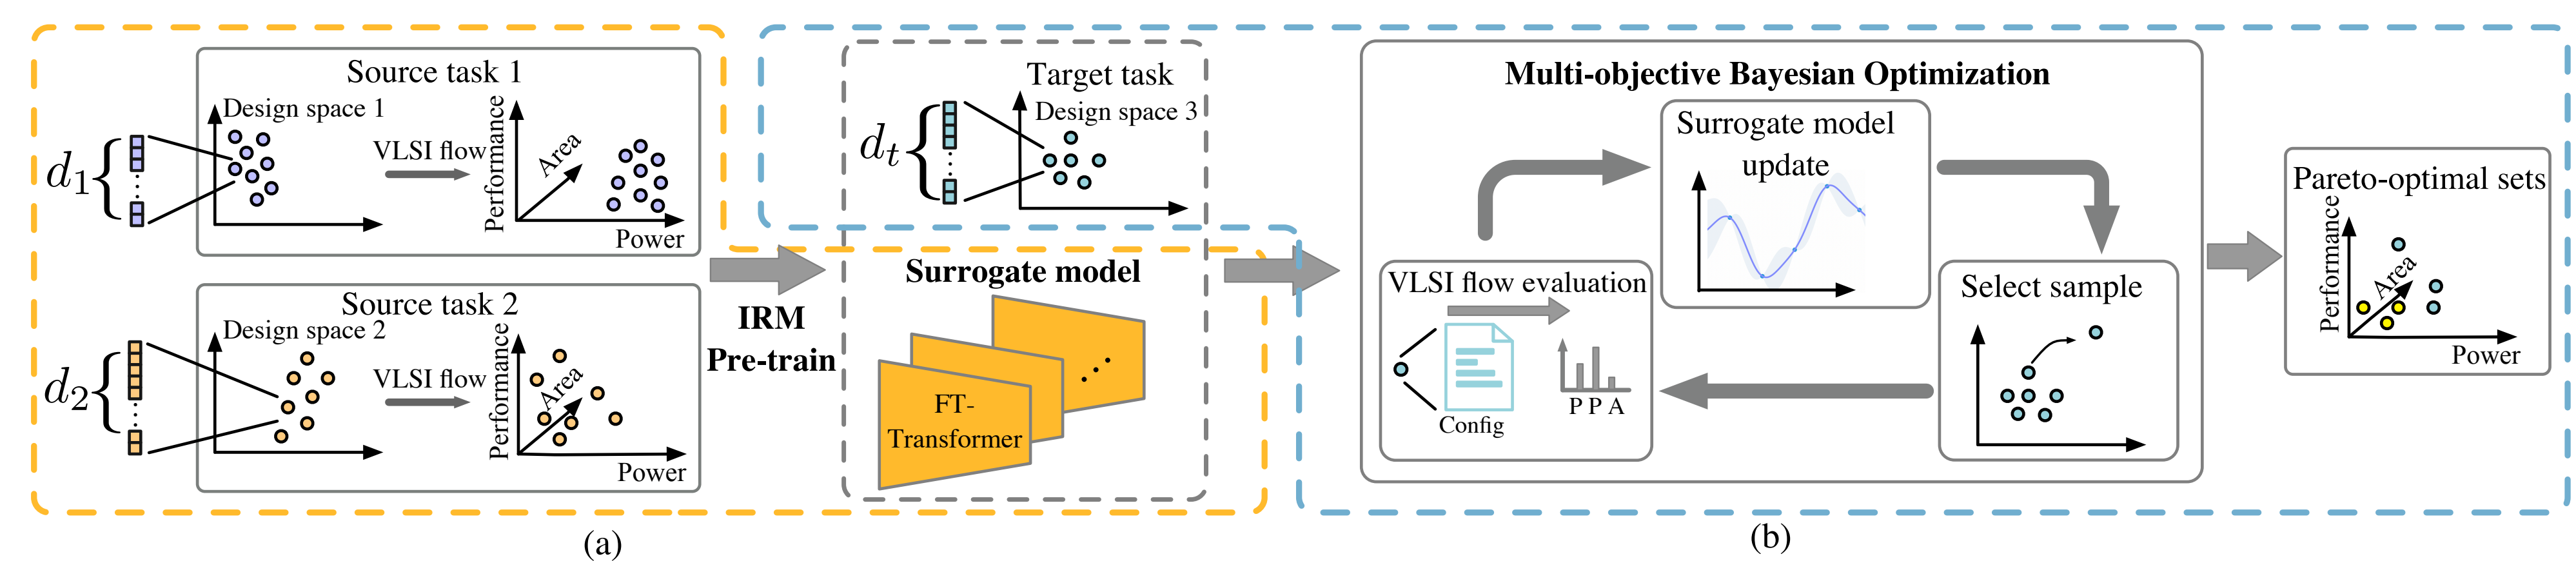 Source task 1
Design space 1
d1
VLSI flow
Performance
Area
Power
Source task 2
Design space 2
d2
VLSI flow
Performance
Area
Power
(a)
IRM
Pre-train
Target task
Design space 3
dt
Surrogate model
FT-
Transformer
Multi-objective Bayesian Optimization
Surrogate model
update
VLSI flow evaluation
Config
P P A
Select sample
(b)
Pareto-optimal sets
Performance
Area
Power